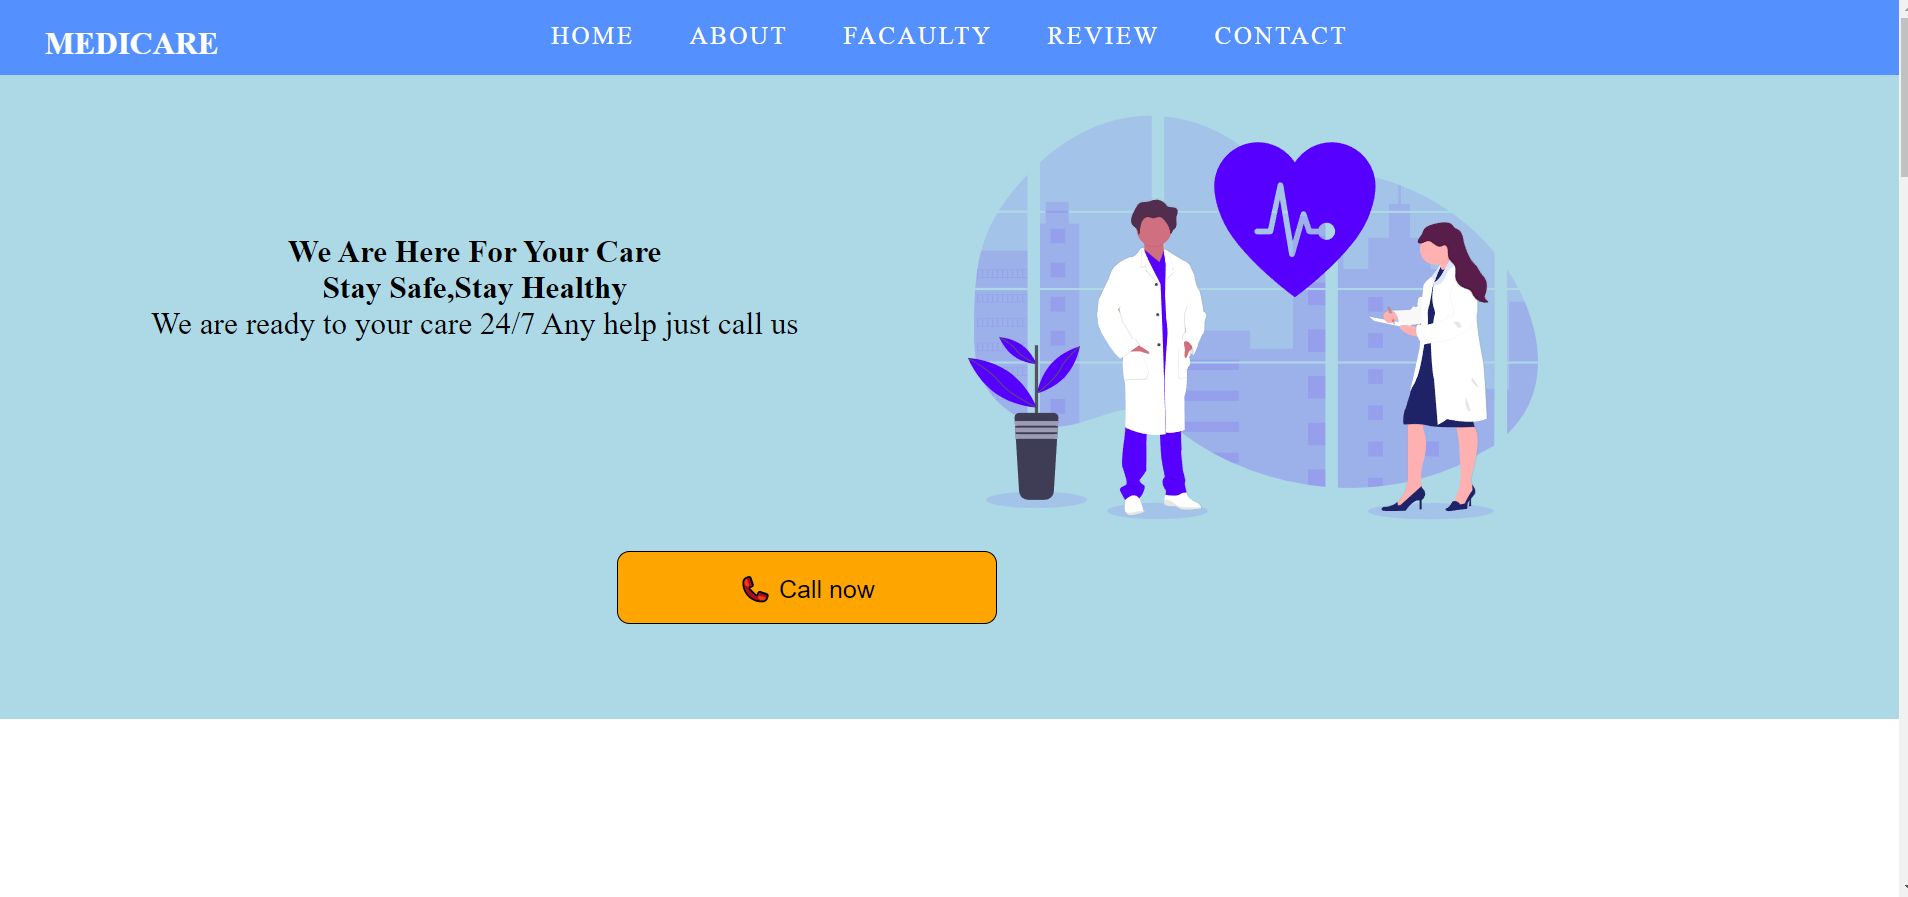 MEDICARE
HOME ABOUT FACAULTY REVIEW CONTACT
We Are Here For Your Care
Stay Safe,Stay Healthy
We are ready to your care 24/7 Any help just call us
Call now